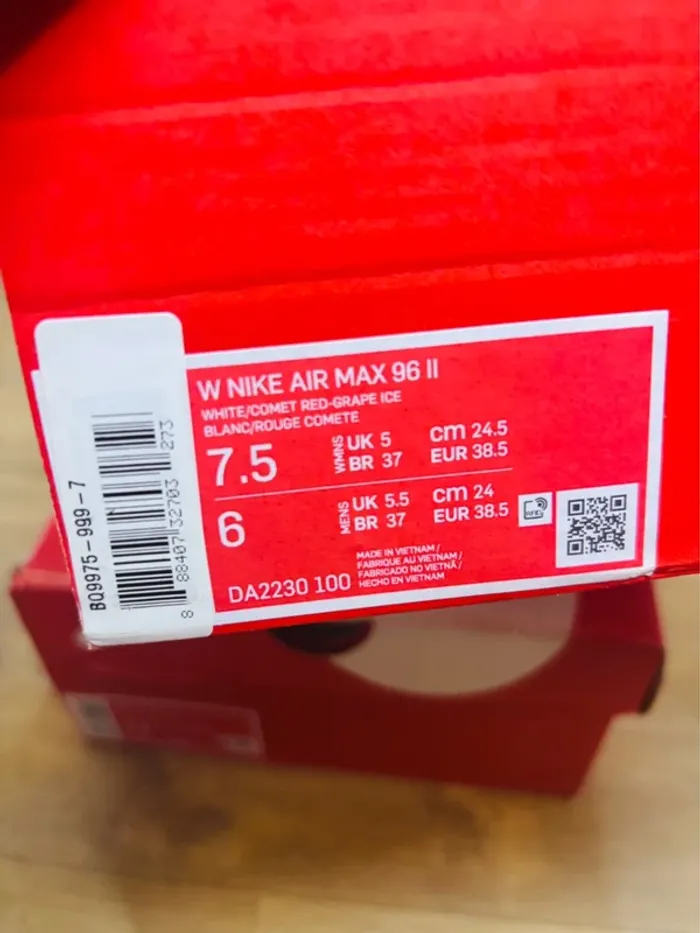 W NIKE AIR MAX 96 II
WHITE/COMET RED-GRAPE ICE
BLANC/ROUGE COMETE
7.5
WMNS
UK 5
BR 37
cm 24.5
EUR 38.5
6
MENS
UK 5.5
BR 37
cm 24
EUR 38.5
RFID
DA2230 100
MADE IN VIETNAM /
FABRIQUE AU VIETNAM /
FABRICADO NO VIETNÃ /
HECHO EN VIETNAM
BQ9975-999-7
8 88407 32703 273